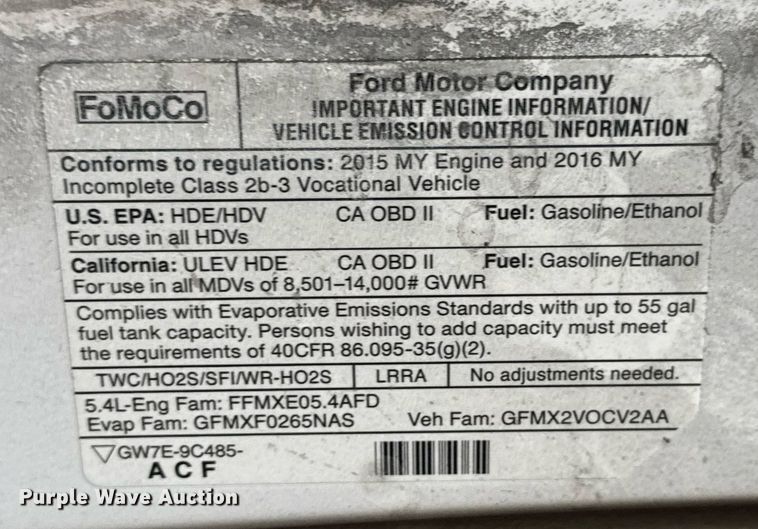 FoMoCo
Ford Motor Company
IMPORTANT ENGINE INFORMATION/
VEHICLE EMISSION CONTROL INFORMATION
Conforms to regulations: 2015 MY Engine and 2016 MY
Incomplete Class 2b-3 Vocational Vehicle
U.S. EPA: HDE/HDV CA OBD II Fuel: Gasoline/Ethanol
For use in all HDVs
California: ULEV HDE CA OBD II Fuel: Gasoline/Ethanol
For use in all MDVs of 8,501–14,000# GVWR
Complies with Evaporative Emissions Standards with up to 55 gal
fuel tank capacity. Persons wishing to add capacity must meet
the requirements of 40CFR 86.095-35(g)(2).
TWC/HO2S/SFI/WR-HO2S LRRA No adjustments needed.
5.4L-Eng Fam: FFMXE05.4AFD
Evap Fam: GFMXF0265NAS Veh Fam: GFMX2VOCV2AA
GW7E-9C485-
ACF
Purple Wave Auction